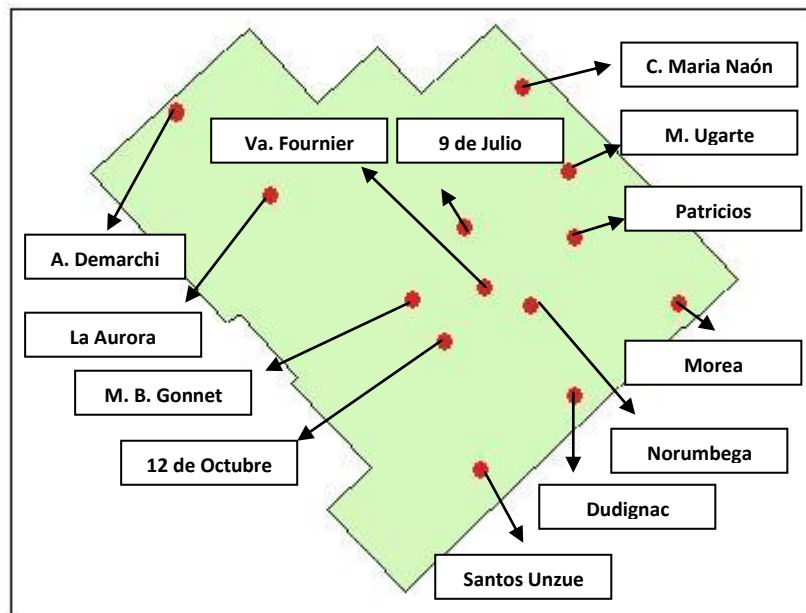 C. Maria Naón
Va. Fournier
9 de Julio
M. Ugarte
Patricios
A. Demarchi
La Aurora
Morea
M. B. Gonnet
12 de Octubre
Norumbega
Dudignac
Santos Unzue